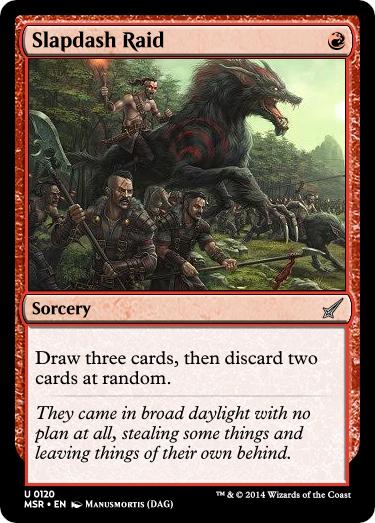 Slapdash Raid
Sorcery
Draw three cards, then discard two
cards at random.
They came in broad daylight with no
plan at all, stealing some things and
leaving things of their own behind.
U 0120
MSR • EN Manusmortis (DAG)
™ & © 2014 Wizards of the Coast